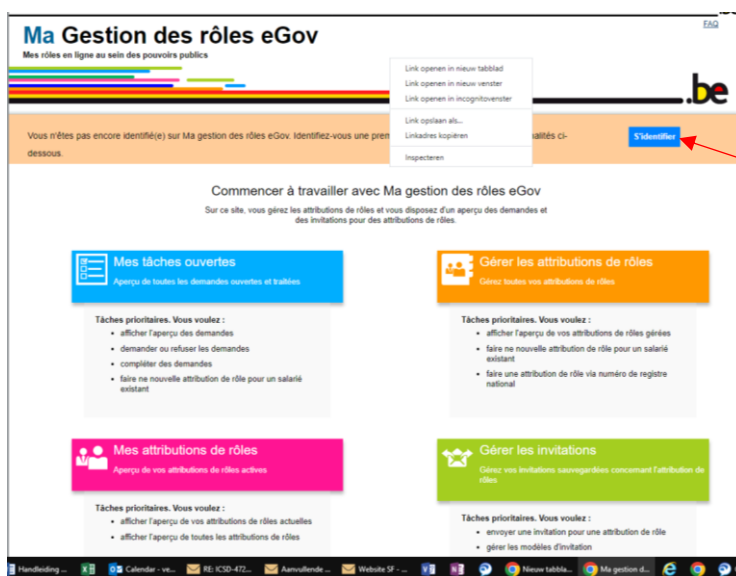 FAQ
Ma Gestion des rôles eGov
Mes rôles en ligne au sein des pouvoirs publics
.be
Link openen in nieuw tabblad
Link openen in nieuw venster
Link openen in incognitovenster
Link opslaan als...
Linkadres kopiëren
Inspecteren
Vous n'êtes pas encore identifié(e) sur Ma gestion des rôles eGov. Identifiez-vous une prem
alités ci-
dessous.
S'identifier
Commencer à travailler avec Ma gestion des rôles eGov
Sur ce site, vous gérez les attributions de rôles et vous disposez d'un aperçu des demandes et
des invitations pour des attributions de rôles.
Mes tâches ouvertes
Aperçu de toutes les demandes ouvertes et traitées
Tâches prioritaires. Vous voulez :
• afficher l'aperçu des demandes
• demander ou refuser les demandes
• compléter des demandes
• faire ne nouvelle attribution de rôle pour un salarié
existant
Gérer les attributions de rôles
Gérez toutes vos attributions de rôles
Tâches prioritaires. Vous voulez :
• afficher l'aperçu de vos attributions de rôles gérées
• faire ne nouvelle attribution de rôle pour un salarié
existant
• faire une attribution de rôle via numéro de registre
national
Mes attributions de rôles
Aperçu de vos attributions de rôles actives
Tâches prioritaires. Vous voulez :
• afficher l'aperçu de vos attributions de rôles actuelles
• afficher l'aperçu de toutes les attributions de rôles
Gérer les invitations
Gérez vos invitations sauvegardées concernant l'attribution de
rôles
Tâches prioritaires. Vous voulez :
• envoyer une invitation pour une attribution de rôle
• gérer les modèles d'invitation
Handleiding ... Calendar - ve... RE: ICSD-472... Aanvullende ... Website SF - ... Nieuw tabbla... Ma gestion d...